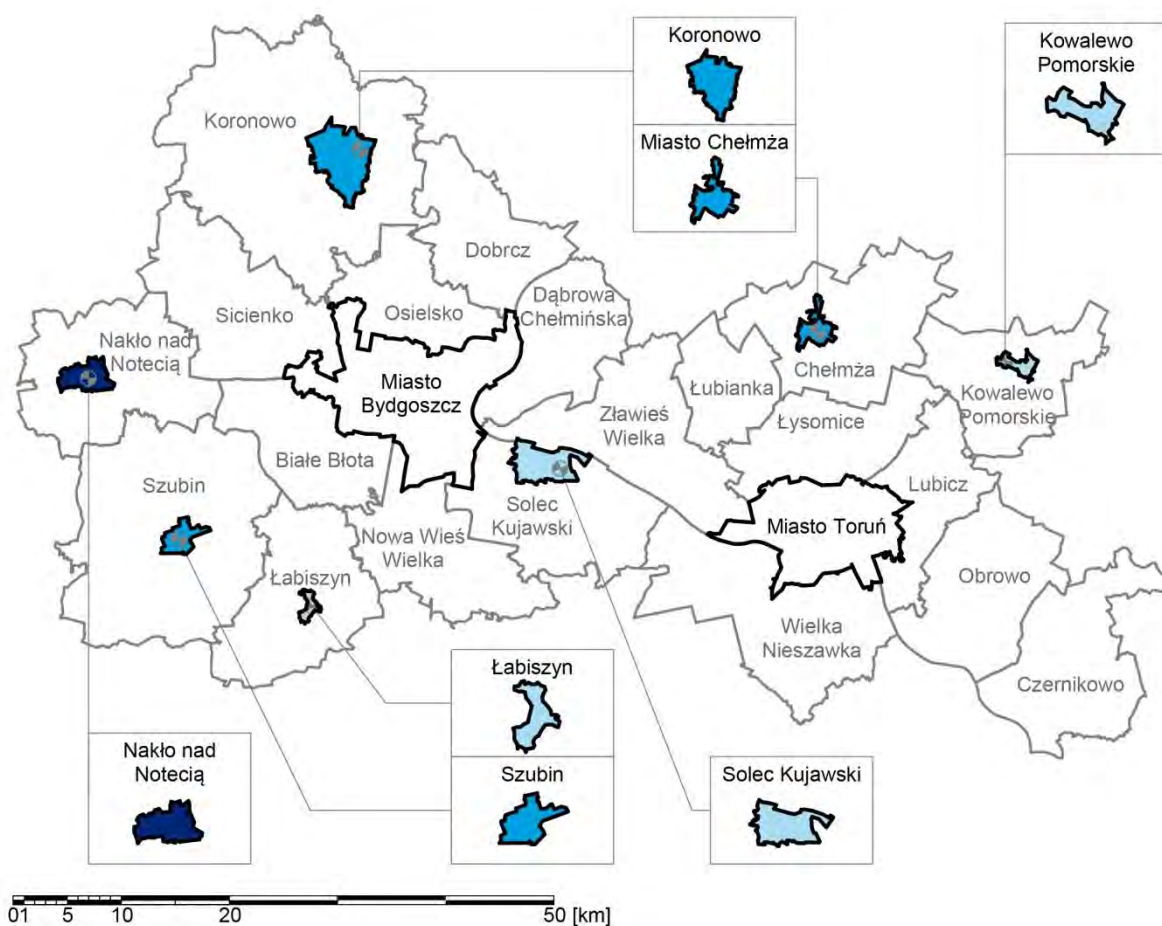 Koronowo
Kowalewo
Pomorskie
Miasto Chełmża
Koronowo
Dobrcz
Dąbrowa
Chełmińska
Sicienko
Osielsko
Nakło nad
Notecią
Miasto
Bydgoszcz
Łubianka
Chełmża
Kowalewo
Pomorskie
Zławieś
Wielka
Łysomice
Białe Błota
Szubin
Solec
Kujawski
Lubicz
Miasto Toruń
Nowa Wieś
Wielka
Łabiszyn
Obrowo
Wielka
Nieszawka
Czernikowo
Łabiszyn
Nakło nad
Notecią
Szubin
Solec Kujawski
01 5 10 20 50 [km]